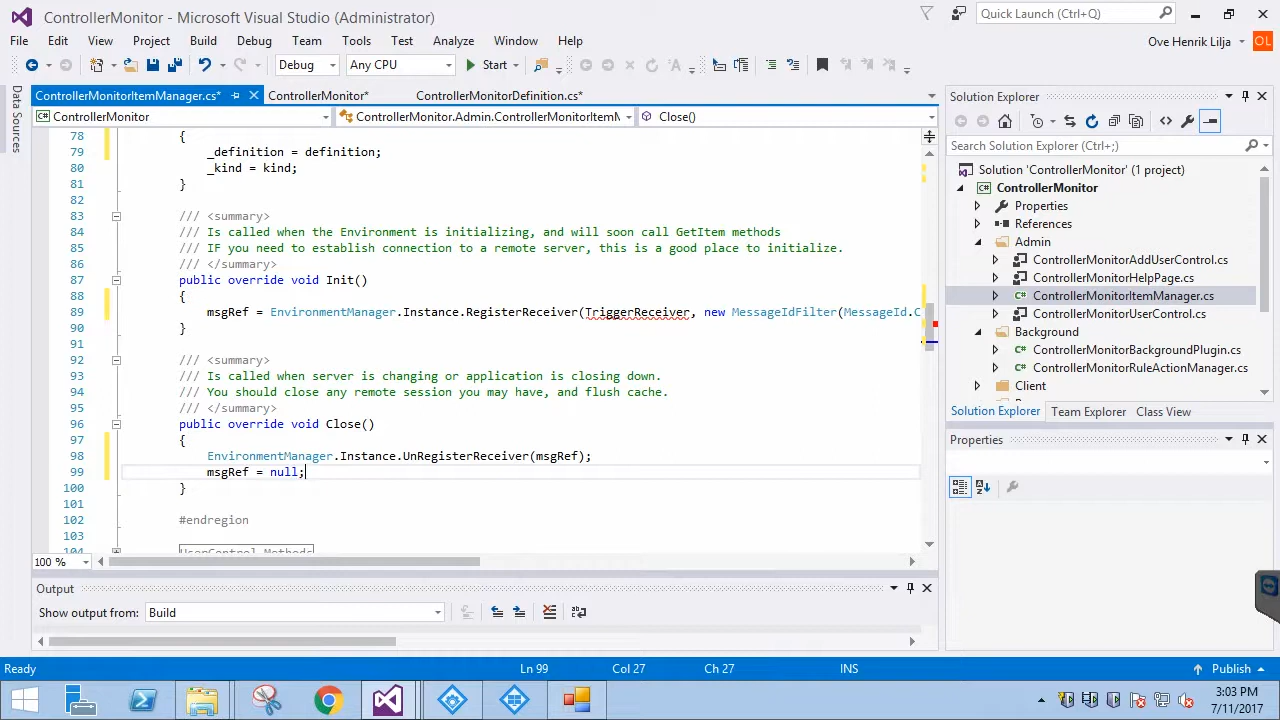 ControllerMonitor - Microsoft Visual Studio (Administrator)
Quick Launch (Ctrl+Q)
File Edit View Project Build Debug Team Tools Test Analyze Window Help
Ove Henrik Lilja
OL
Debug
Any CPU
Start
ControllerMonitorItemManager.cs*
ControllerMonitor*
ControllerMonitorDefinition.cs*
ControllerMonitor
ControllerMonitor.Admin.ControllerMonitorItemM
Close()
Data Sources
78 {
79 _definition = definition;
80 _kind = kind;
81 }
82
83 /// <summary>
84 /// Is called when the Environment is initializing, and will soon call GetItem methods
85 /// IF you need to establish connection to a remote server, this is a good place to initialize.
86 /// </summary>
87 public override void Init()
88 {
89 msgRef = EnvironmentManager.Instance.RegisterReceiver(TriggerReceiver, new MessageIdFilter(MessageId.C
90 }
91
92 /// <summary>
93 /// Is called when server is changing or application is closing down.
94 /// You should close any remote session you may have, and flush cache.
95 /// </summary>
96 public override void Close()
97 {
98 EnvironmentManager.Instance.UnRegisterReceiver(msgRef);
99 msgRef = null;
100 }
101
102 #endregion
103
104 UserControl Methods
100 %
Output
Show output from: Build
Solution Explorer
Search Solution Explorer (Ctrl+;)
Solution 'ControllerMonitor' (1 project)
ControllerMonitor
Properties
References
Admin
ControllerMonitorAddUserControl.cs
ControllerMonitorHelpPage.cs
ControllerMonitorItemManager.cs
ControllerMonitorUserControl.cs
Background
ControllerMonitorBackgroundPlugin.cs
ControllerMonitorRuleActionManager.cs
Client
Solution Explorer Team Explorer Class View
Properties
Ready
Ln 99 Col 27 Ch 27 INS
Publish
3:03 PM
7/11/2017